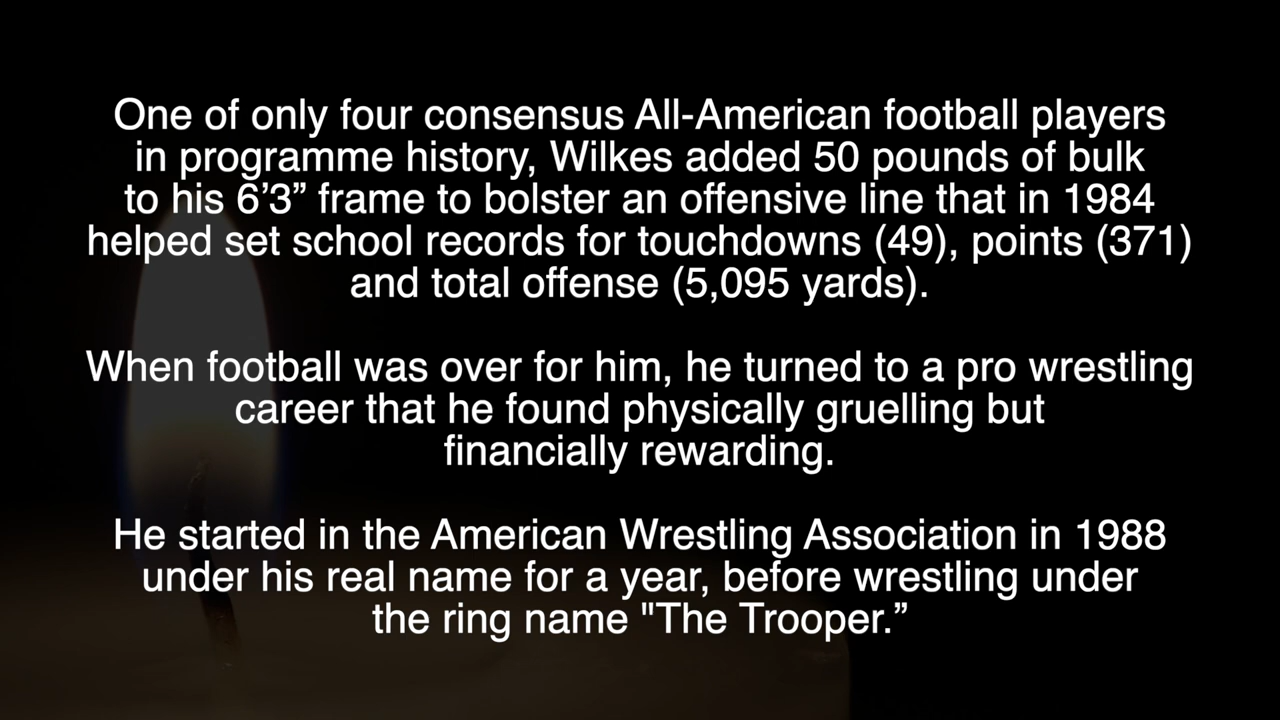 One of only four consensus All-American football players
in programme history, Wilkes added 50 pounds of bulk
to his 6’3” frame to bolster an offensive line that in 1984
helped set school records for touchdowns (49), points (371)
and total offense (5,095 yards).
When football was over for him, he turned to a pro wrestling
career that he found physically gruelling but
financially rewarding.
He started in the American Wrestling Association in 1988
under his real name for a year, before wrestling under
the ring name "The Trooper.”